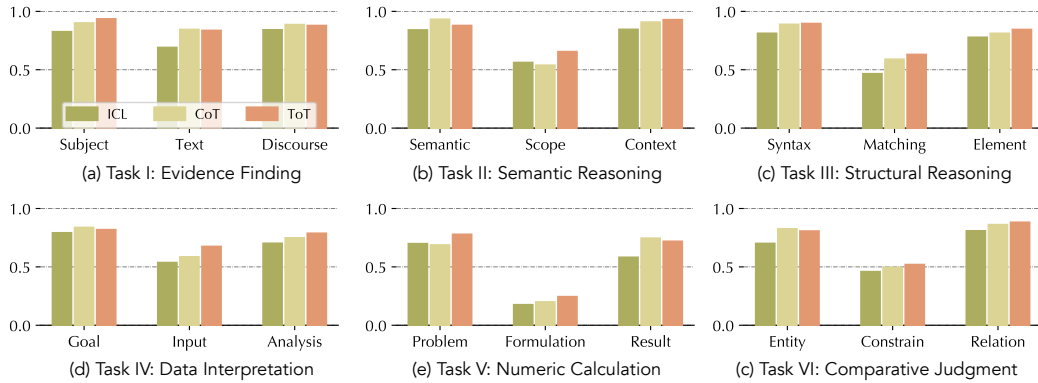 1.0
0.5
0.0
ICL CoT ToT
Subject Text Discourse
(a) Task I: Evidence Finding
1.0
0.5
0.0
Semantic Scope Context
(b) Task II: Semantic Reasoning
1.0
0.5
0.0
Syntax Matching Element
(c) Task III: Structural Reasoning
1.0
0.5
0.0
Goal Input Analysis
(d) Task IV: Data Interpretation
1.0
0.5
0.0
Problem Formulation Result
(e) Task V: Numeric Calculation
1.0
0.5
0.0
Entity Constrain Relation
(c) Task VI: Comparative Judgment